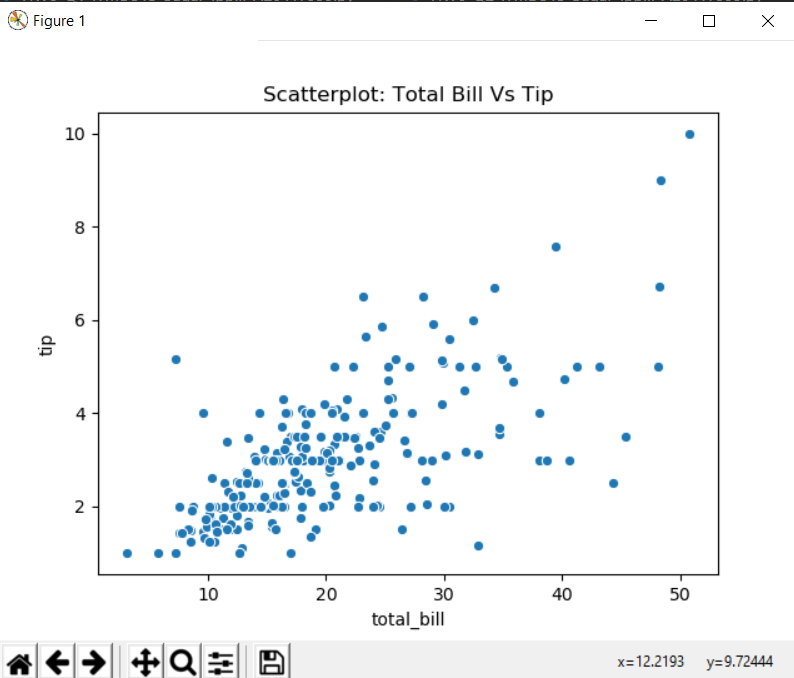 Figure 1
Scatterplot: Total Bill Vs Tip
10
8
6
4
2
tip
10 20 30 40 50
total_bill
x=12.2193 y=9.72444